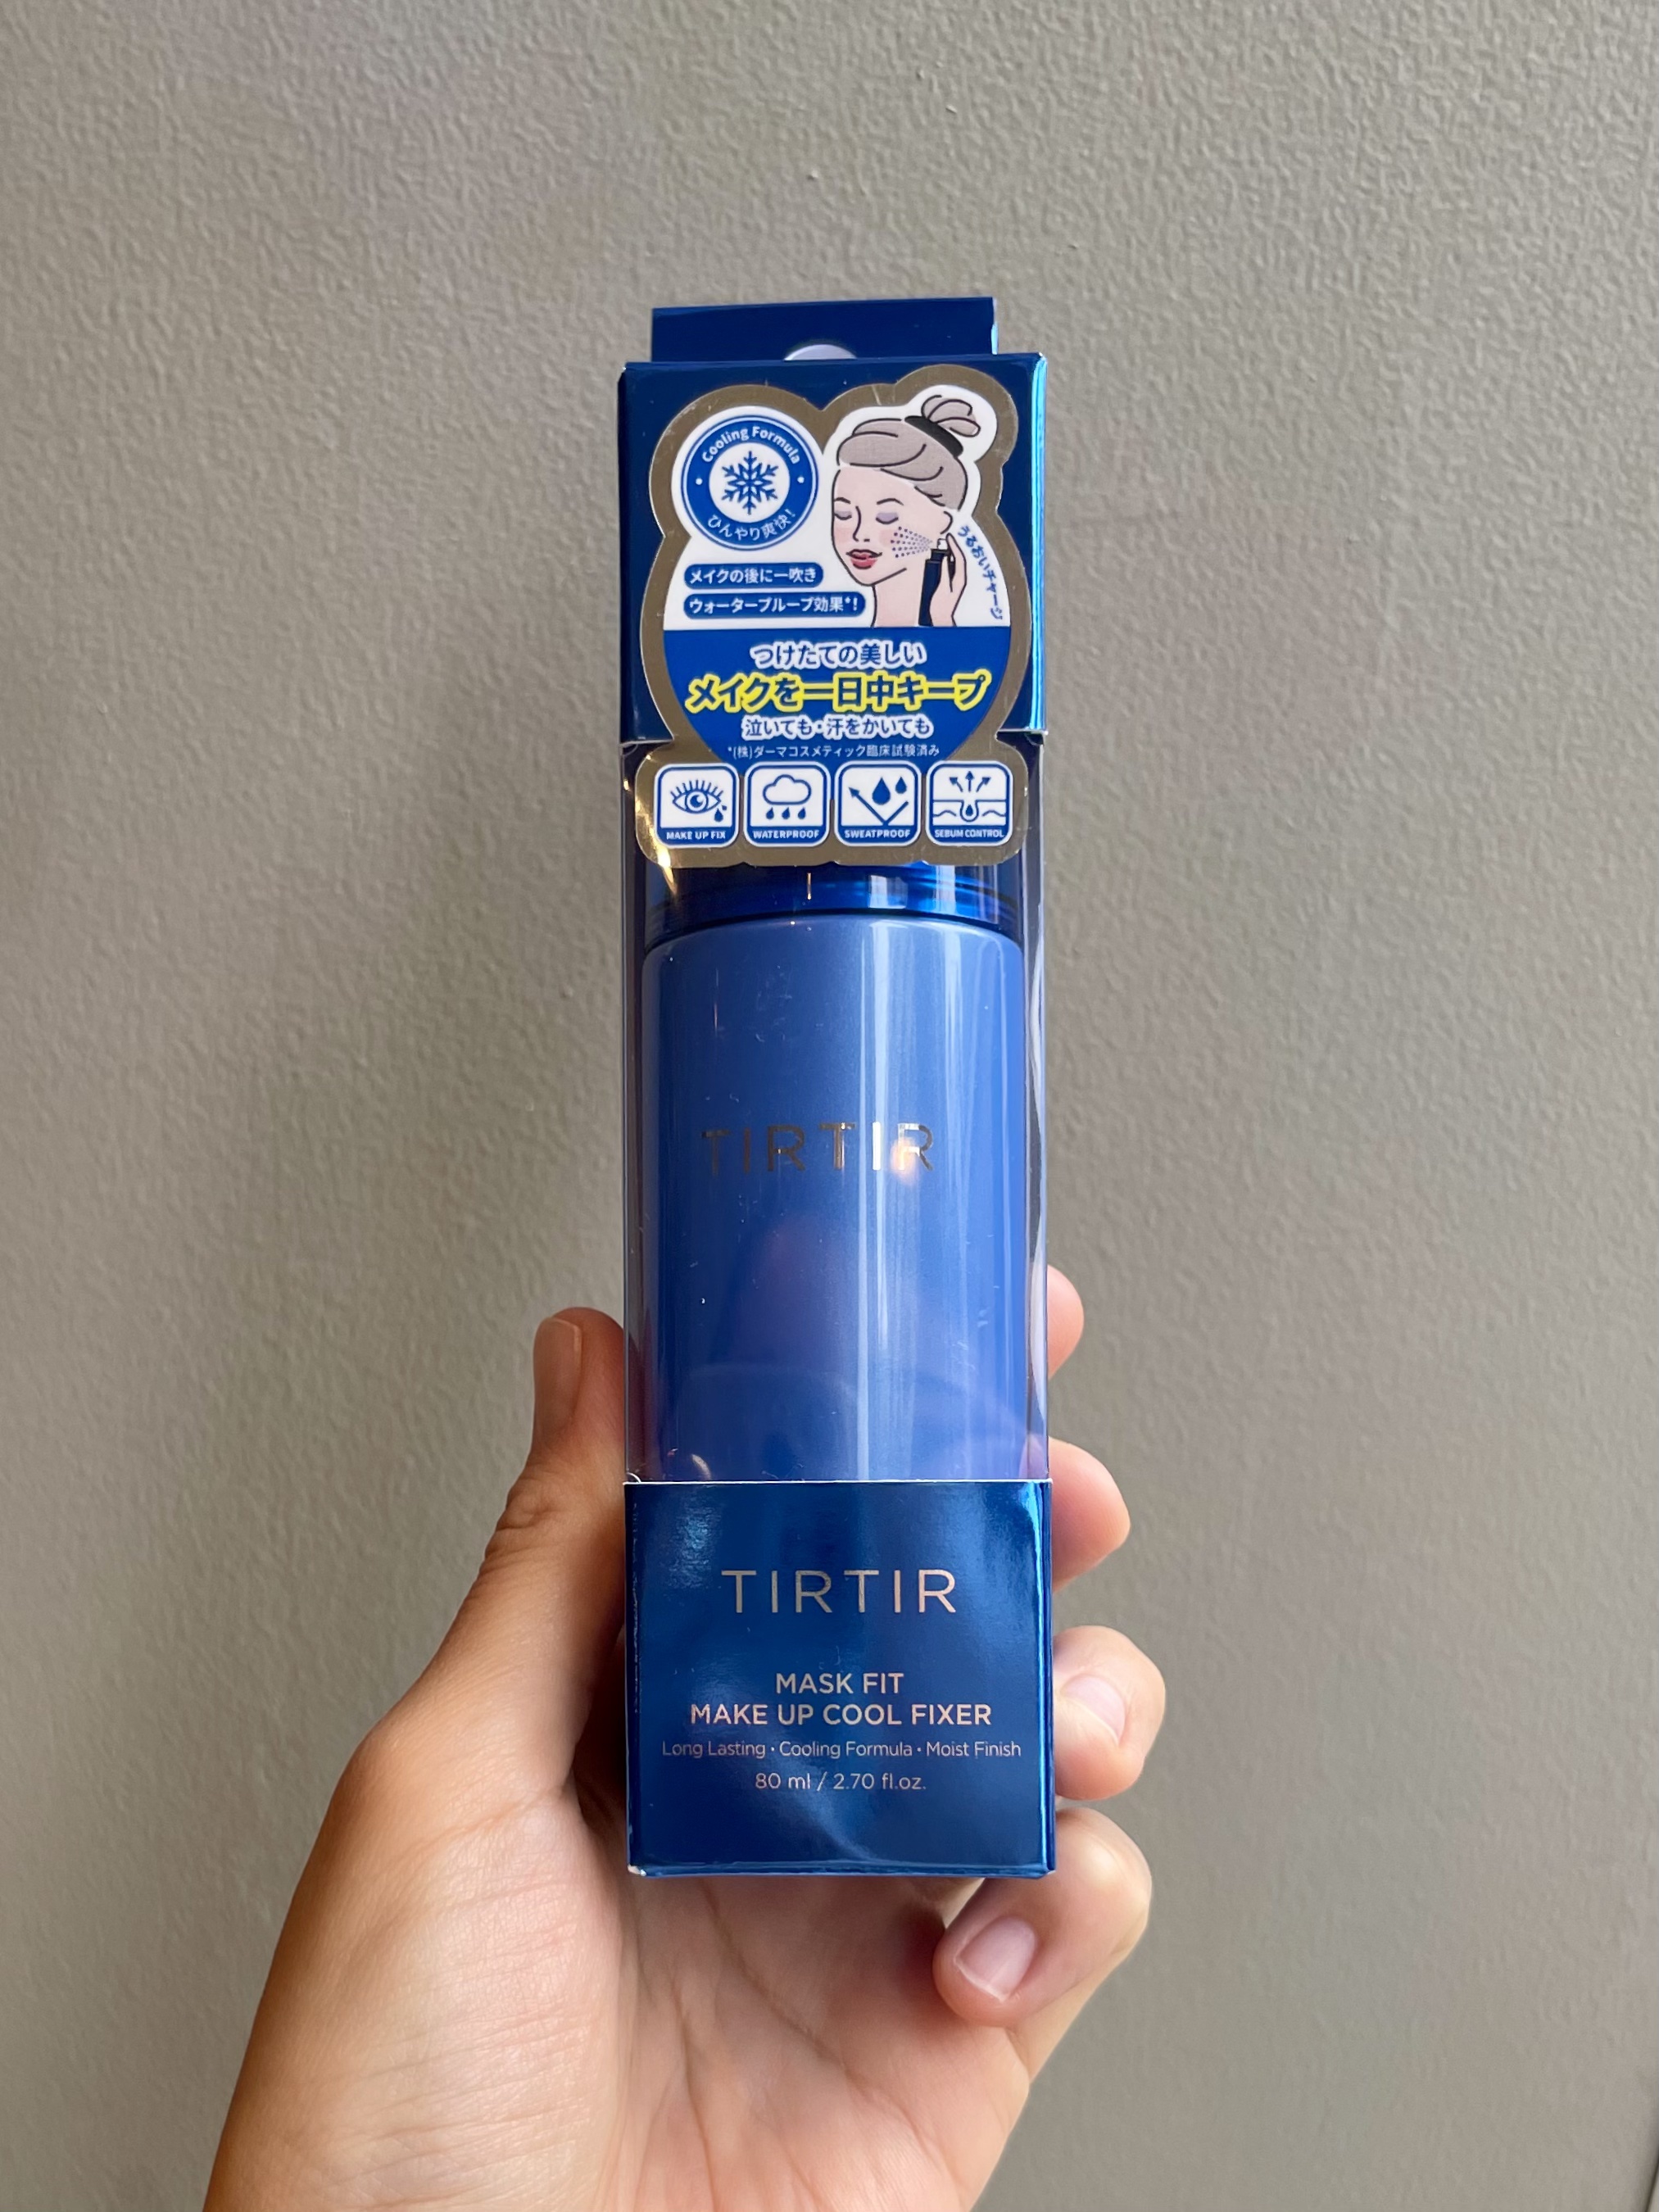 Cooling Formula
ひんやり爽快!
うるおいチャージ
メイクの後に一吹き
ウォータープルーフ効果*!
つけたての美しい
メイクを一日中キープ
泣いても・汗をかいても
*(株)ダーマコスメティック臨床試験済み
MAKE UP FIX
WATERPROOF
SWEATPROOF
SEBUM CONTROL
TIRTIR
TIRTIR
MASK FIT
MAKE UP COOL FIXER
Long Lasting・Cooling Formula・Moist Finish
80 ml / 2.70 fl.oz.